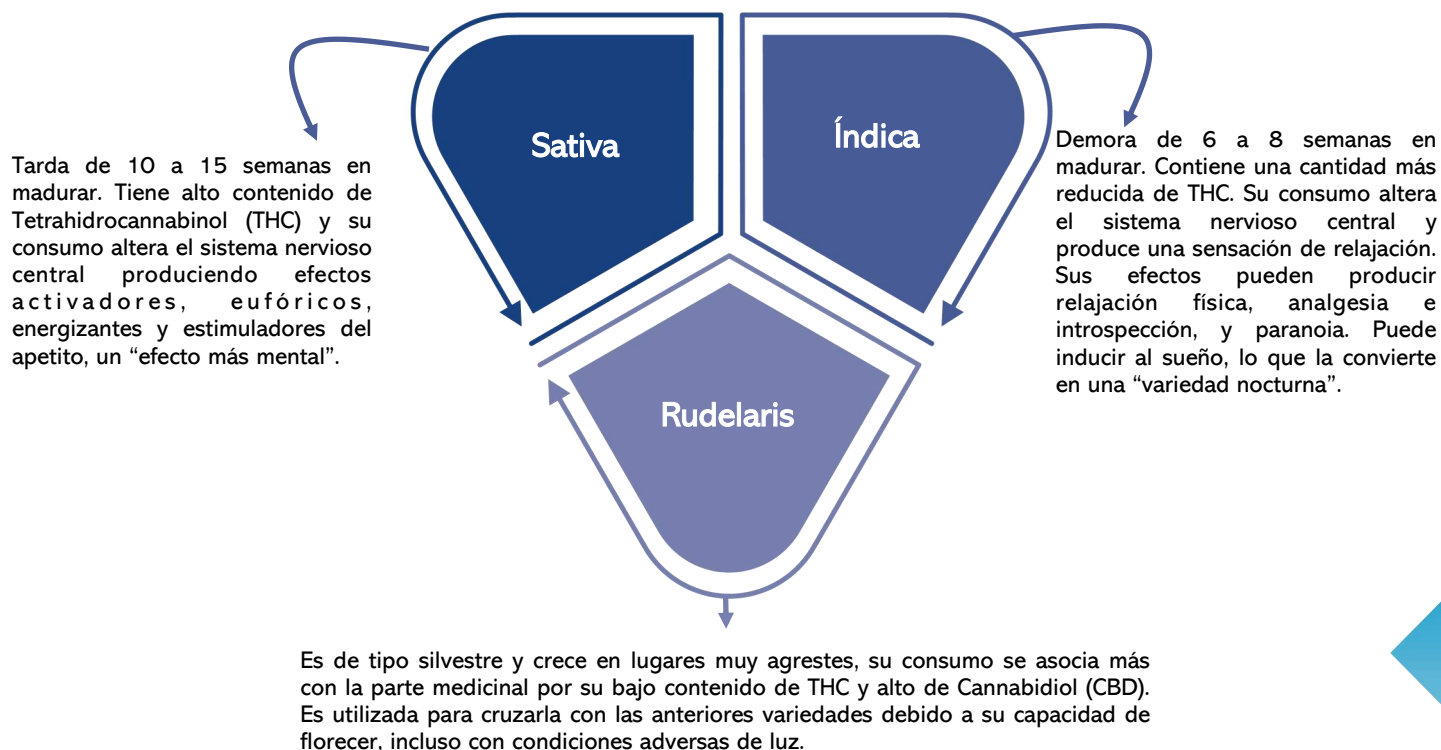 Sativa
Índica
Tarda de 10 a 15 semanas en
madurar. Tiene alto contenido de
Tetrahidrocannabinol (THC) y su
consumo altera el sistema nervioso
central produciendo efectos
activadores, eufóricos,
energizantes y estimuladores del
apetito, un “efecto más mental”.
Demora de 6 a 8 semanas en
madurar. Contiene una cantidad más
reducida de THC. Su consumo altera
el sistema nervioso central y
produce una sensación de relajación.
Sus efectos pueden producir
relajación física, analgesia e
introspección, y paranoia. Puede
inducir al sueño, lo que la convierte
en una “variedad nocturna”.
Rudelaris
Es de tipo silvestre y crece en lugares muy agrestes, su consumo se asocia más
con la parte medicinal por su bajo contenido de THC y alto de Cannabidiol (CBD).
Es utilizada para cruzarla con las anteriores variedades debido a su capacidad de
florecer, incluso con condiciones adversas de luz.